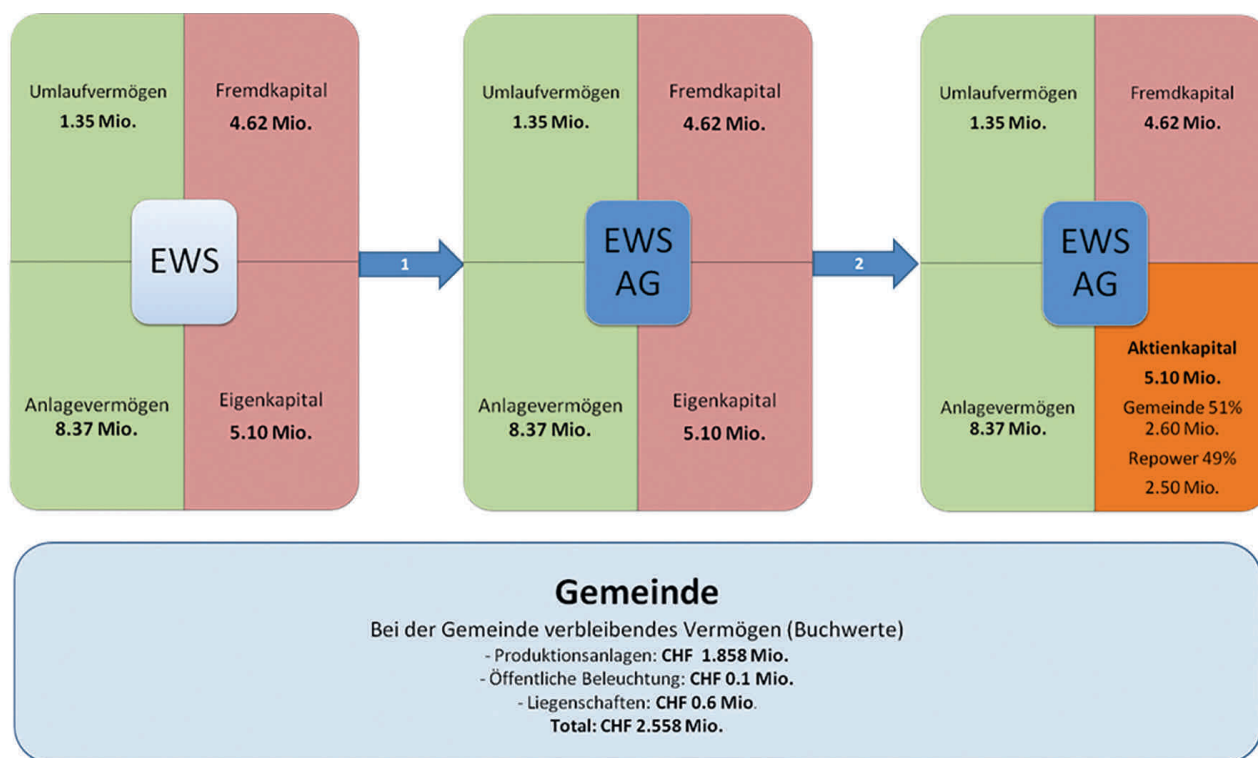 Umlaufvermögen
1.35 Mio.
Fremdkapital
4.62 Mio.
EWS
Anlagevermögen
8.37 Mio.
Eigenkapital
5.10 Mio.
1
Umlaufvermögen
1.35 Mio.
Fremdkapital
4.62 Mio.
EWS
AG
Anlagevermögen
8.37 Mio.
Eigenkapital
5.10 Mio.
2
Umlaufvermögen
1.35 Mio.
Fremdkapital
4.62 Mio.
EWS
AG
Anlagevermögen
8.37 Mio.
Aktienkapital
5.10 Mio.
Gemeinde 51%
2.60 Mio.
Repower 49%
2.50 Mio.
Gemeinde
Bei der Gemeinde verbleibendes Vermögen (Buchwerte)
- Produktionsanlagen: CHF 1.858 Mio.
- Öffentliche Beleuchtung: CHF 0.1 Mio.
- Liegenschaften: CHF 0.6 Mio.
Total: CHF 2.558 Mio.